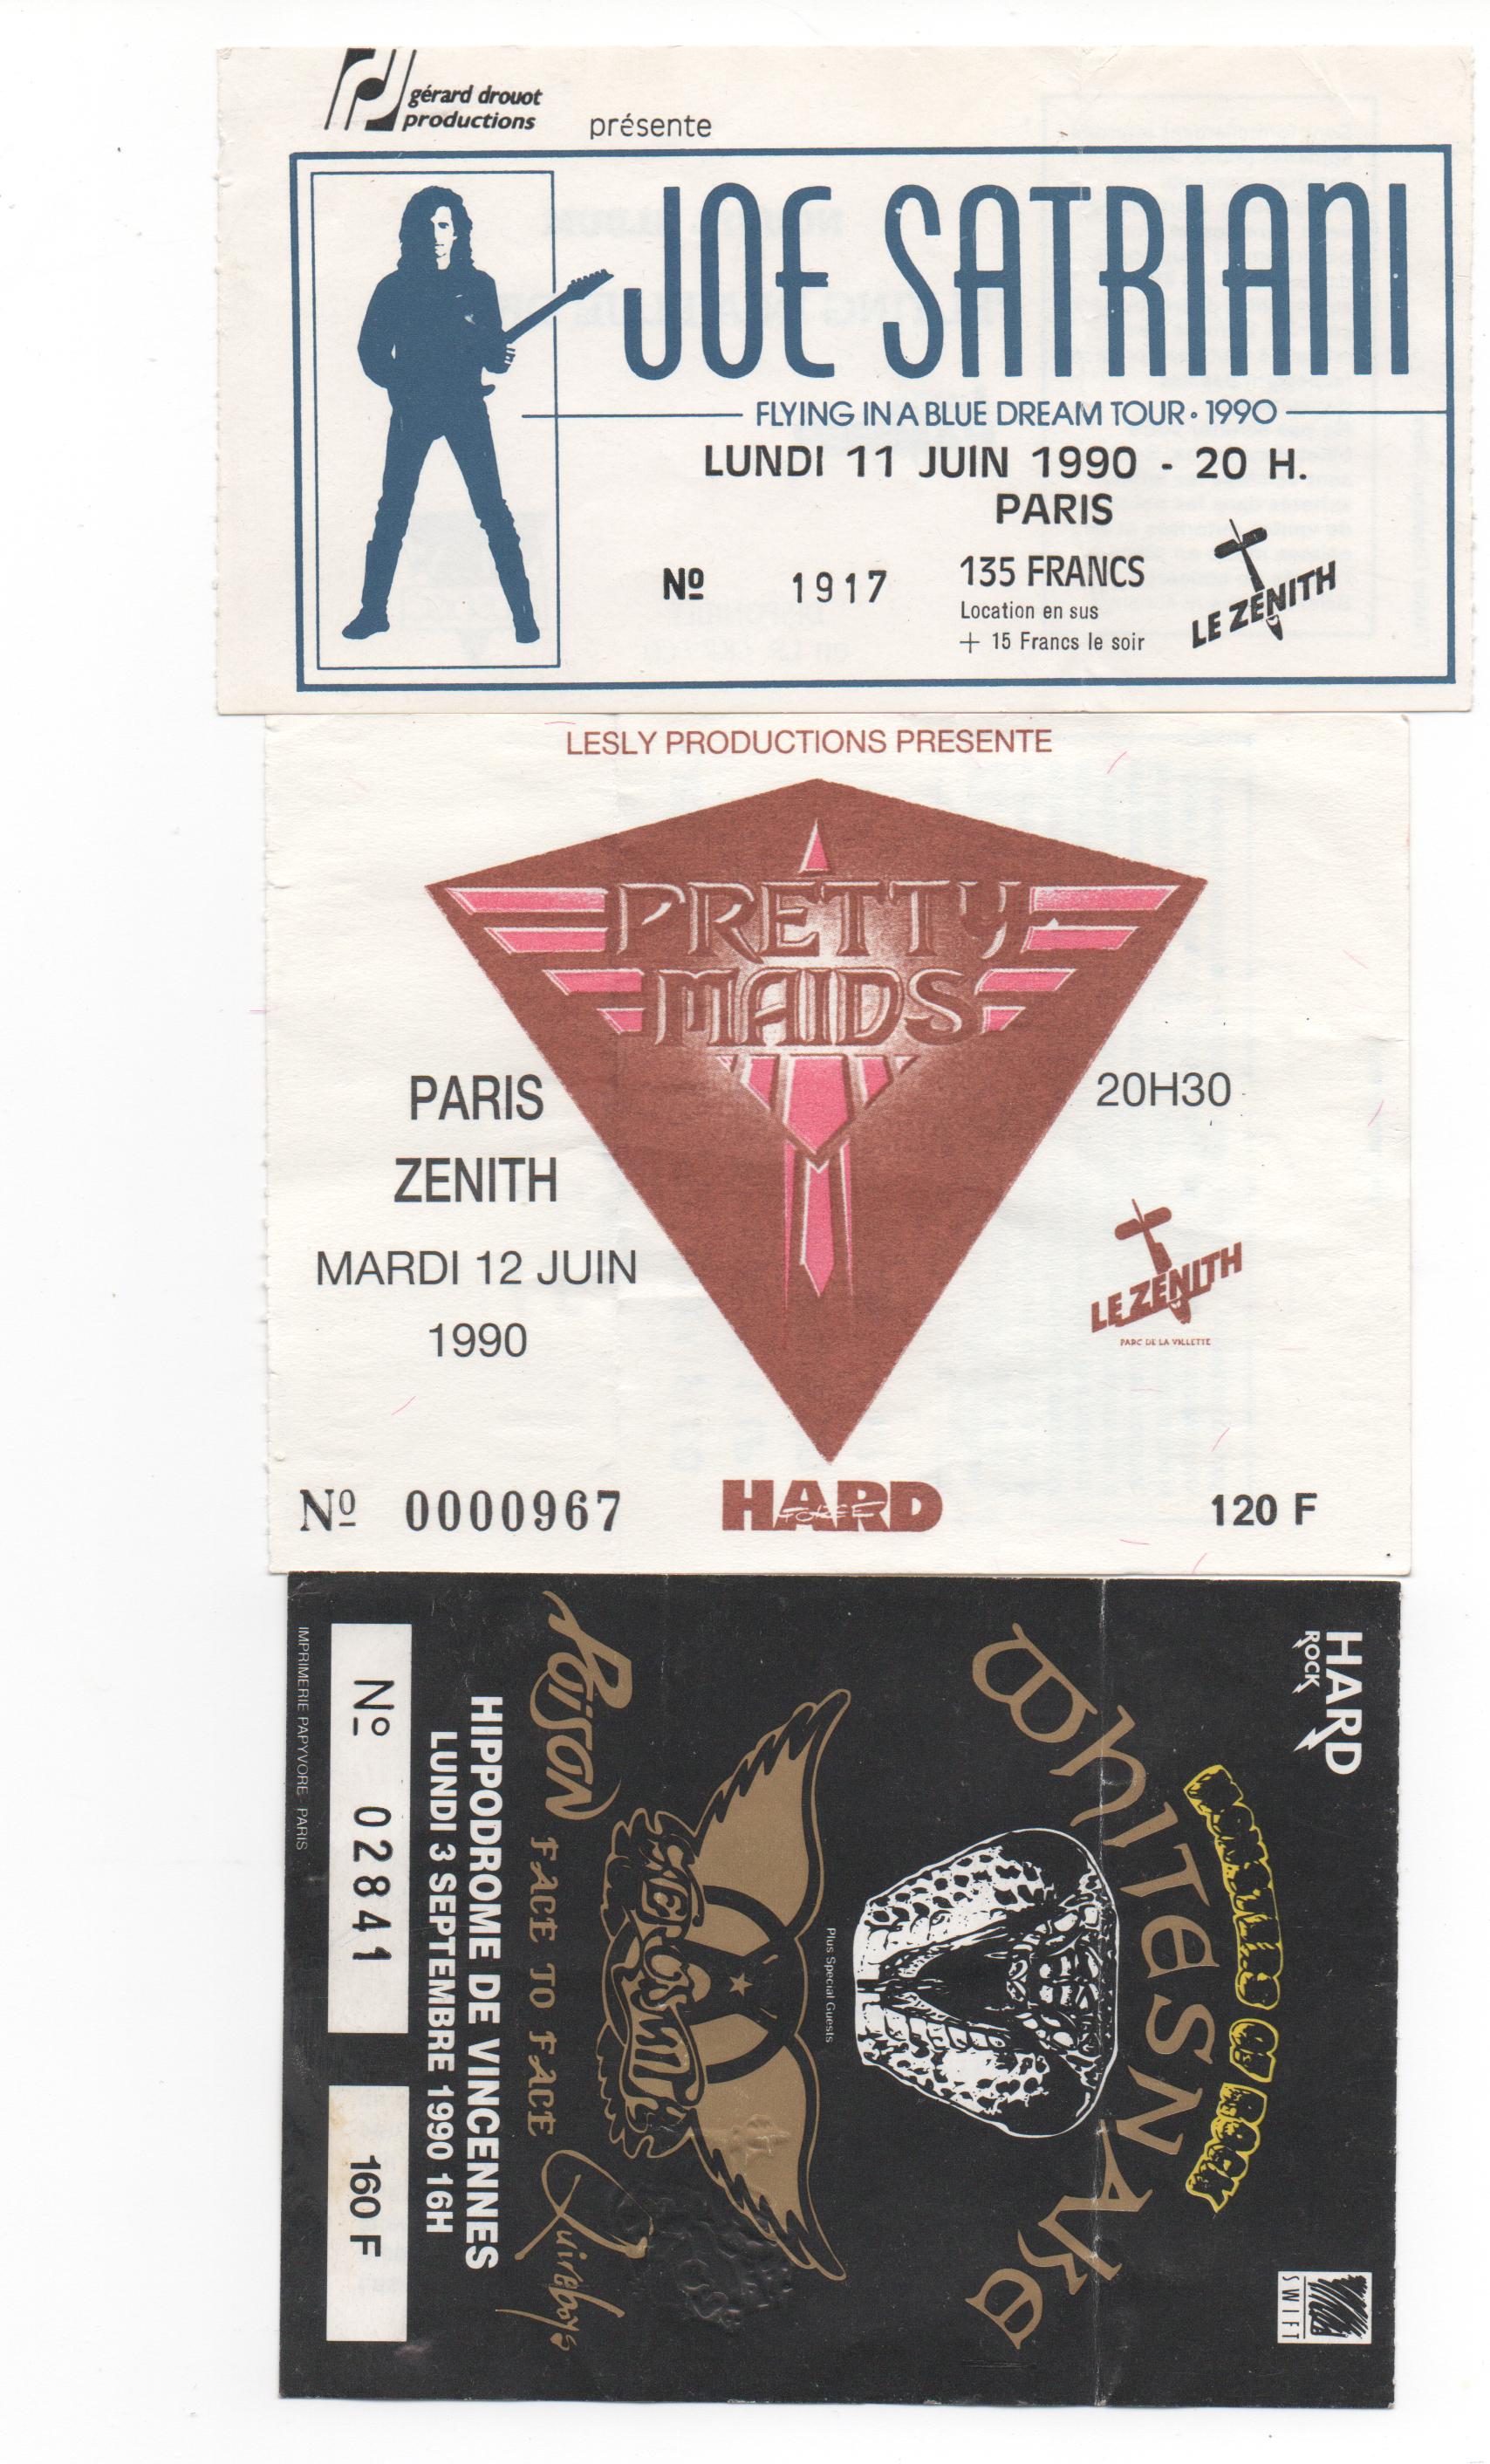 gérard drouot
productions
présente
JOE SATRIANI
FLYING IN A BLUE DREAM TOUR • 1990
LUNDI 11 JUIN 1990 - 20 H.
PARIS
Nº 1917
135 FRANCS
Location en sus
+ 15 Francs le soir
LE ZENITH
LESLY PRODUCTIONS PRESENTE
PRETTY
MAIDS
PARIS
ZENITH
MARDI 12 JUIN
1990
20H30
LE ZENITH
PARC DE LA VILLETTE
Nº 0000967
HARD
FORCE
120 F
HARD
ROCK
MONSTERS OF ROCK
SWIFT
WHITESNAKE
Plus Special Guests
AEROSMITH
Poison FACE TO FACE Quireboys
HIPPODROME DE VINCENNES
LUNDI 3 SEPTEMBRE 1990 16H
Nº 02841
160 F
IMPRIMERIE PAPYVORE - PARIS